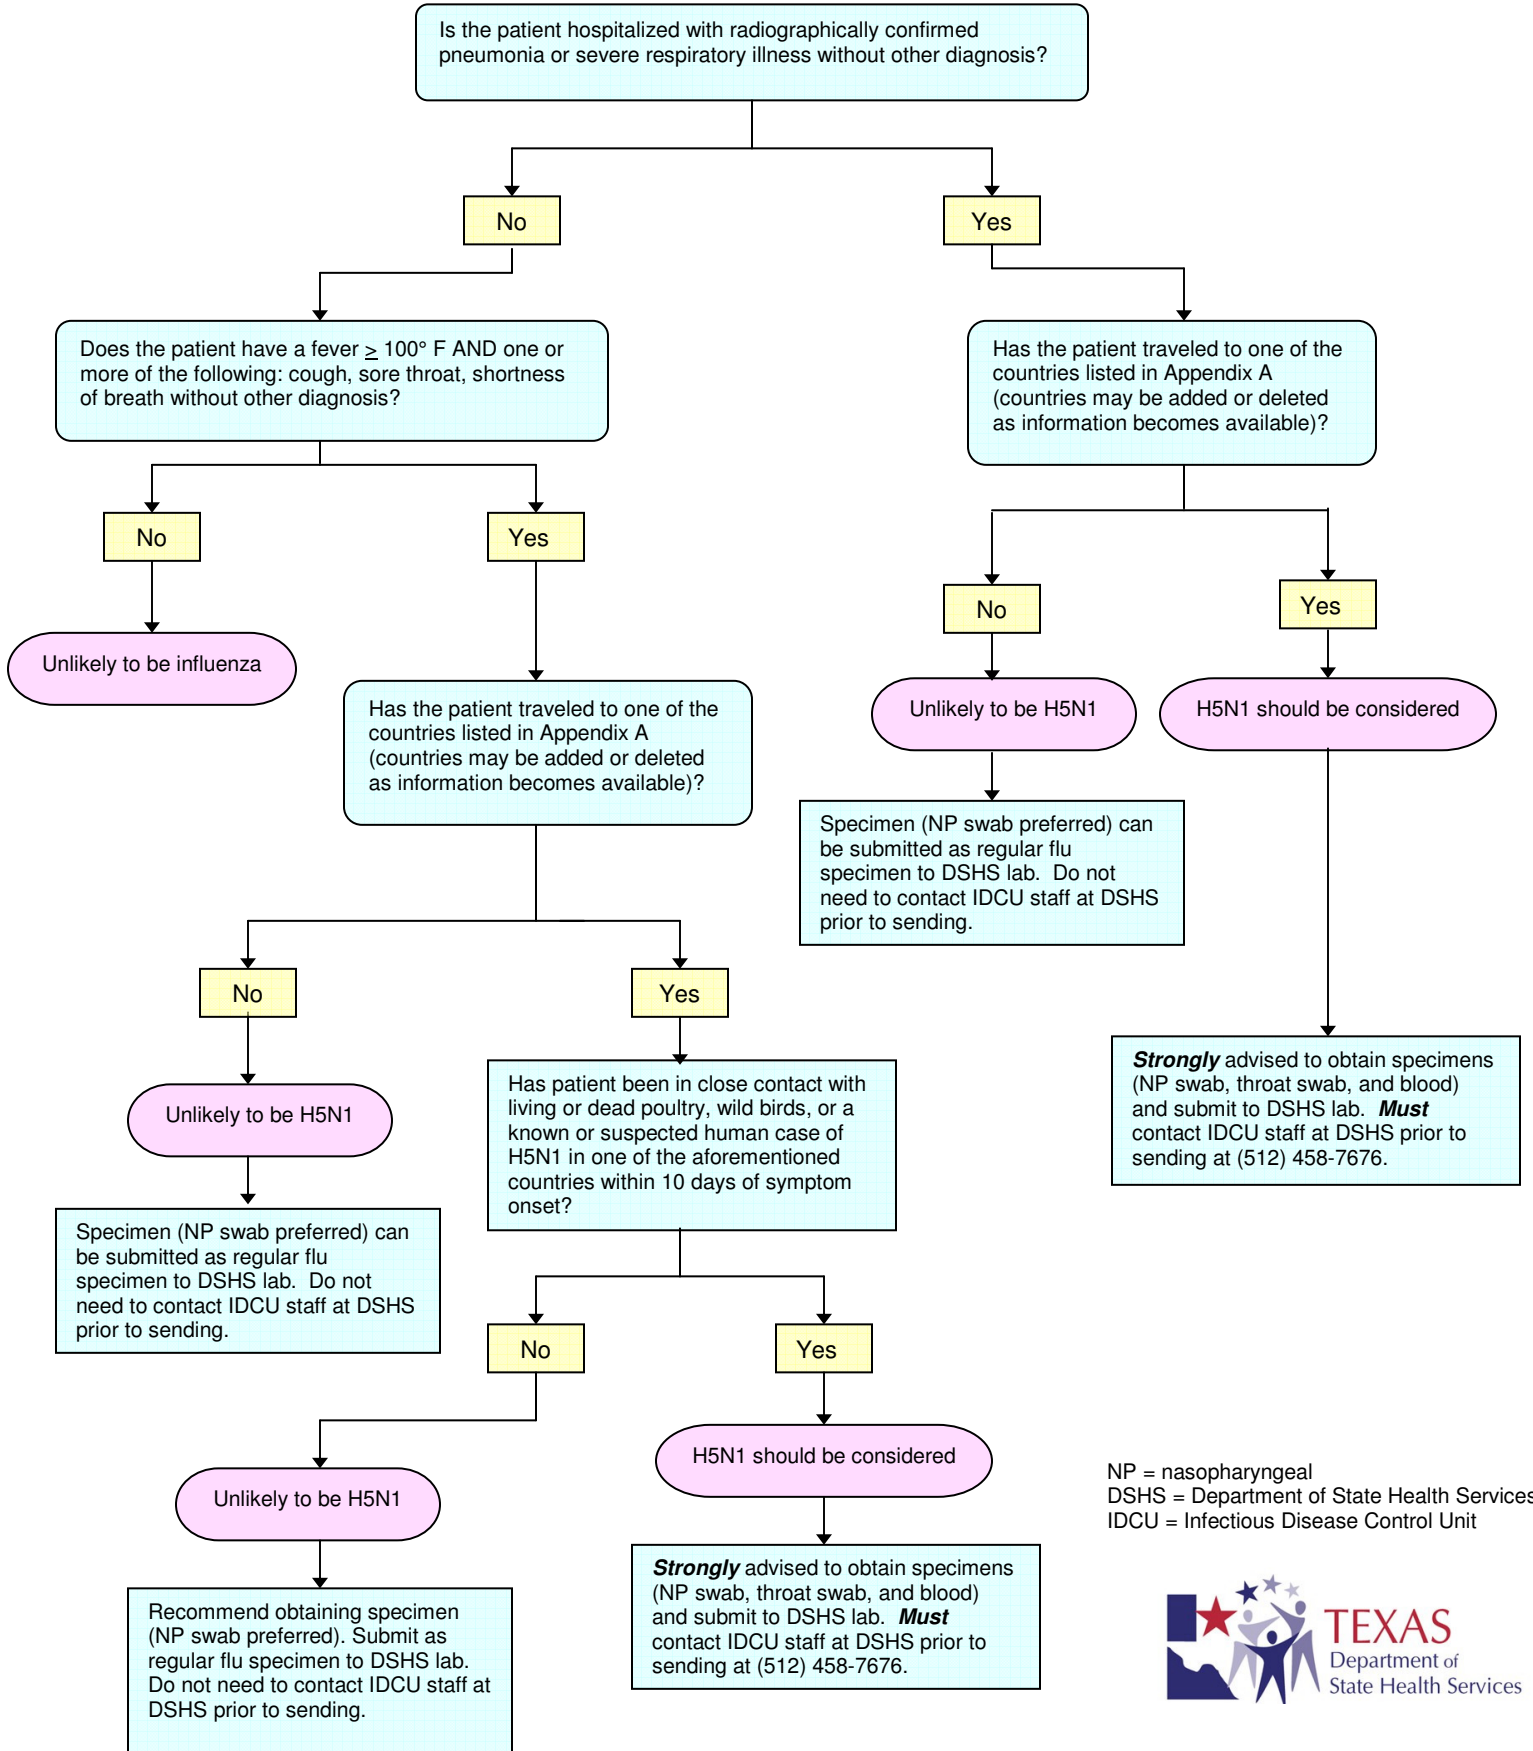 Is the patient hospitalized with radiographically confirmed
pneumonia or severe respiratory illness without other diagnosis?
No
Yes
Does the patient have a fever ≥ 100° F AND one or
more of the following: cough, sore throat, shortness
of breath without other diagnosis?
Has the patient traveled to one of the
countries listed in Appendix A
(countries may be added or deleted
as information becomes available)?
No
Yes
No
Yes
Unlikely to be influenza
Has the patient traveled to one of the
countries listed in Appendix A
(countries may be added or deleted
as information becomes available)?
Unlikely to be H5N1
H5N1 should be considered
Specimen (NP swab preferred) can
be submitted as regular flu
specimen to DSHS lab.  Do not
need to contact IDCU staff at DSHS
prior to sending.
No
Yes
Strongly advised to obtain specimens
(NP swab, throat swab, and blood)
and submit to DSHS lab.  Must
contact IDCU staff at DSHS prior to
sending at (512) 458-7676.
Unlikely to be H5N1
Has patient been in close contact with
living or dead poultry, wild birds, or a
known or suspected human case of
H5N1 in one of the aforementioned
countries within 10 days of symptom
onset?
Specimen (NP swab preferred) can
be submitted as regular flu
specimen to DSHS lab.  Do not
need to contact IDCU staff at DSHS
prior to sending.
No
Yes
Unlikely to be H5N1
H5N1 should be considered
Recommend obtaining specimen
(NP swab preferred). Submit as
regular flu specimen to DSHS lab.
Do not need to contact IDCU staff at
DSHS prior to sending.
Strongly advised to obtain specimens
(NP swab, throat swab, and blood)
and submit to DSHS lab.  Must
contact IDCU staff at DSHS prior to
sending at (512) 458-7676.
NP = nasopharyngeal
DSHS = Department of State Health Services
IDCU = Infectious Disease Control Unit
TEXAS
Department of
State Health Services